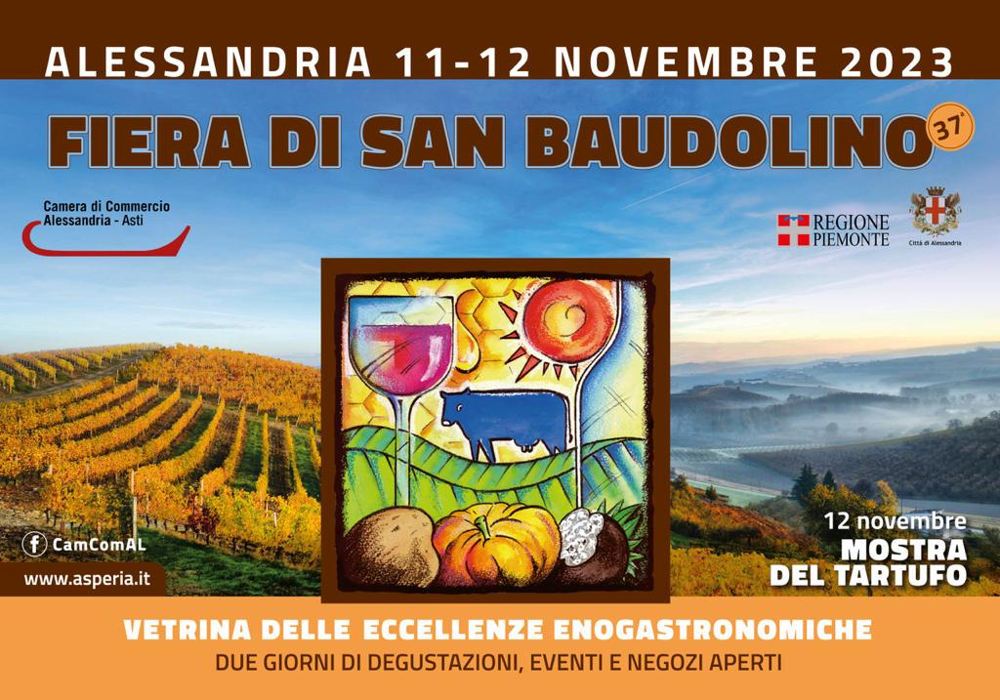 ALESSANDRIA 11-12 NOVEMBRE 2023
FIERA DI SAN BAUDOLINO
37ª
Camera di Commercio
Alessandria - Asti
REGIONE
PIEMONTE
Città di Alessandria
12 novembre
MOSTRA
DEL TARTUFO
CamComAL
www.asperia.it
VETRINA DELLE ECCELLENZE ENOGASTRONOMICHE
DUE GIORNI DI DEGUSTAZIONI, EVENTI E NEGOZI APERTI